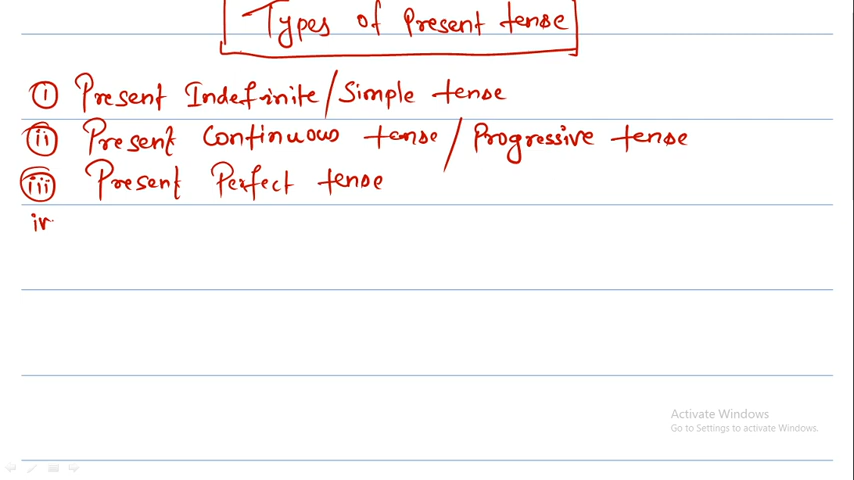 Types of Present tense
i Present Indefinite/Simple tense
ii Present Continuous tense/Progressive tense
iii Present Perfect tense
iv
Activate Windows
Go to Settings to activate Windows.